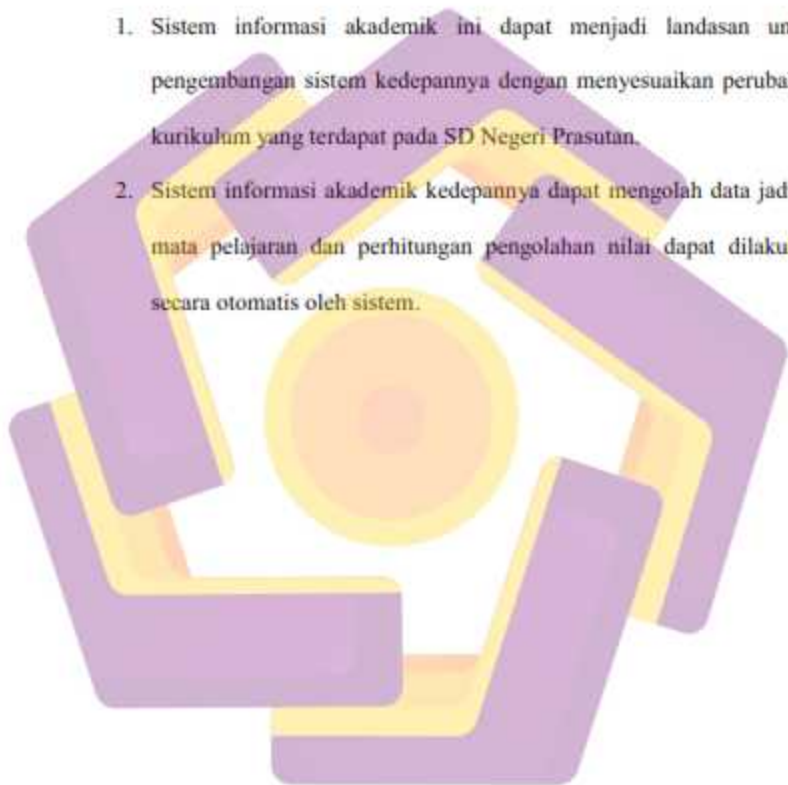 1. Sistem informasi akademik ini dapat menjadi landasan un
pengembangan sistem kedepannya dengan menyesuaikan peruba
kurikulum yang terdapat pada SD Negeri Prasutan.
2. Sistem informasi akademik kedepannya dapat mengolah data jad
mata pelajaran dan perhitungan pengolahan nilai dapat dilaku
secara otomatis oleh sistem.